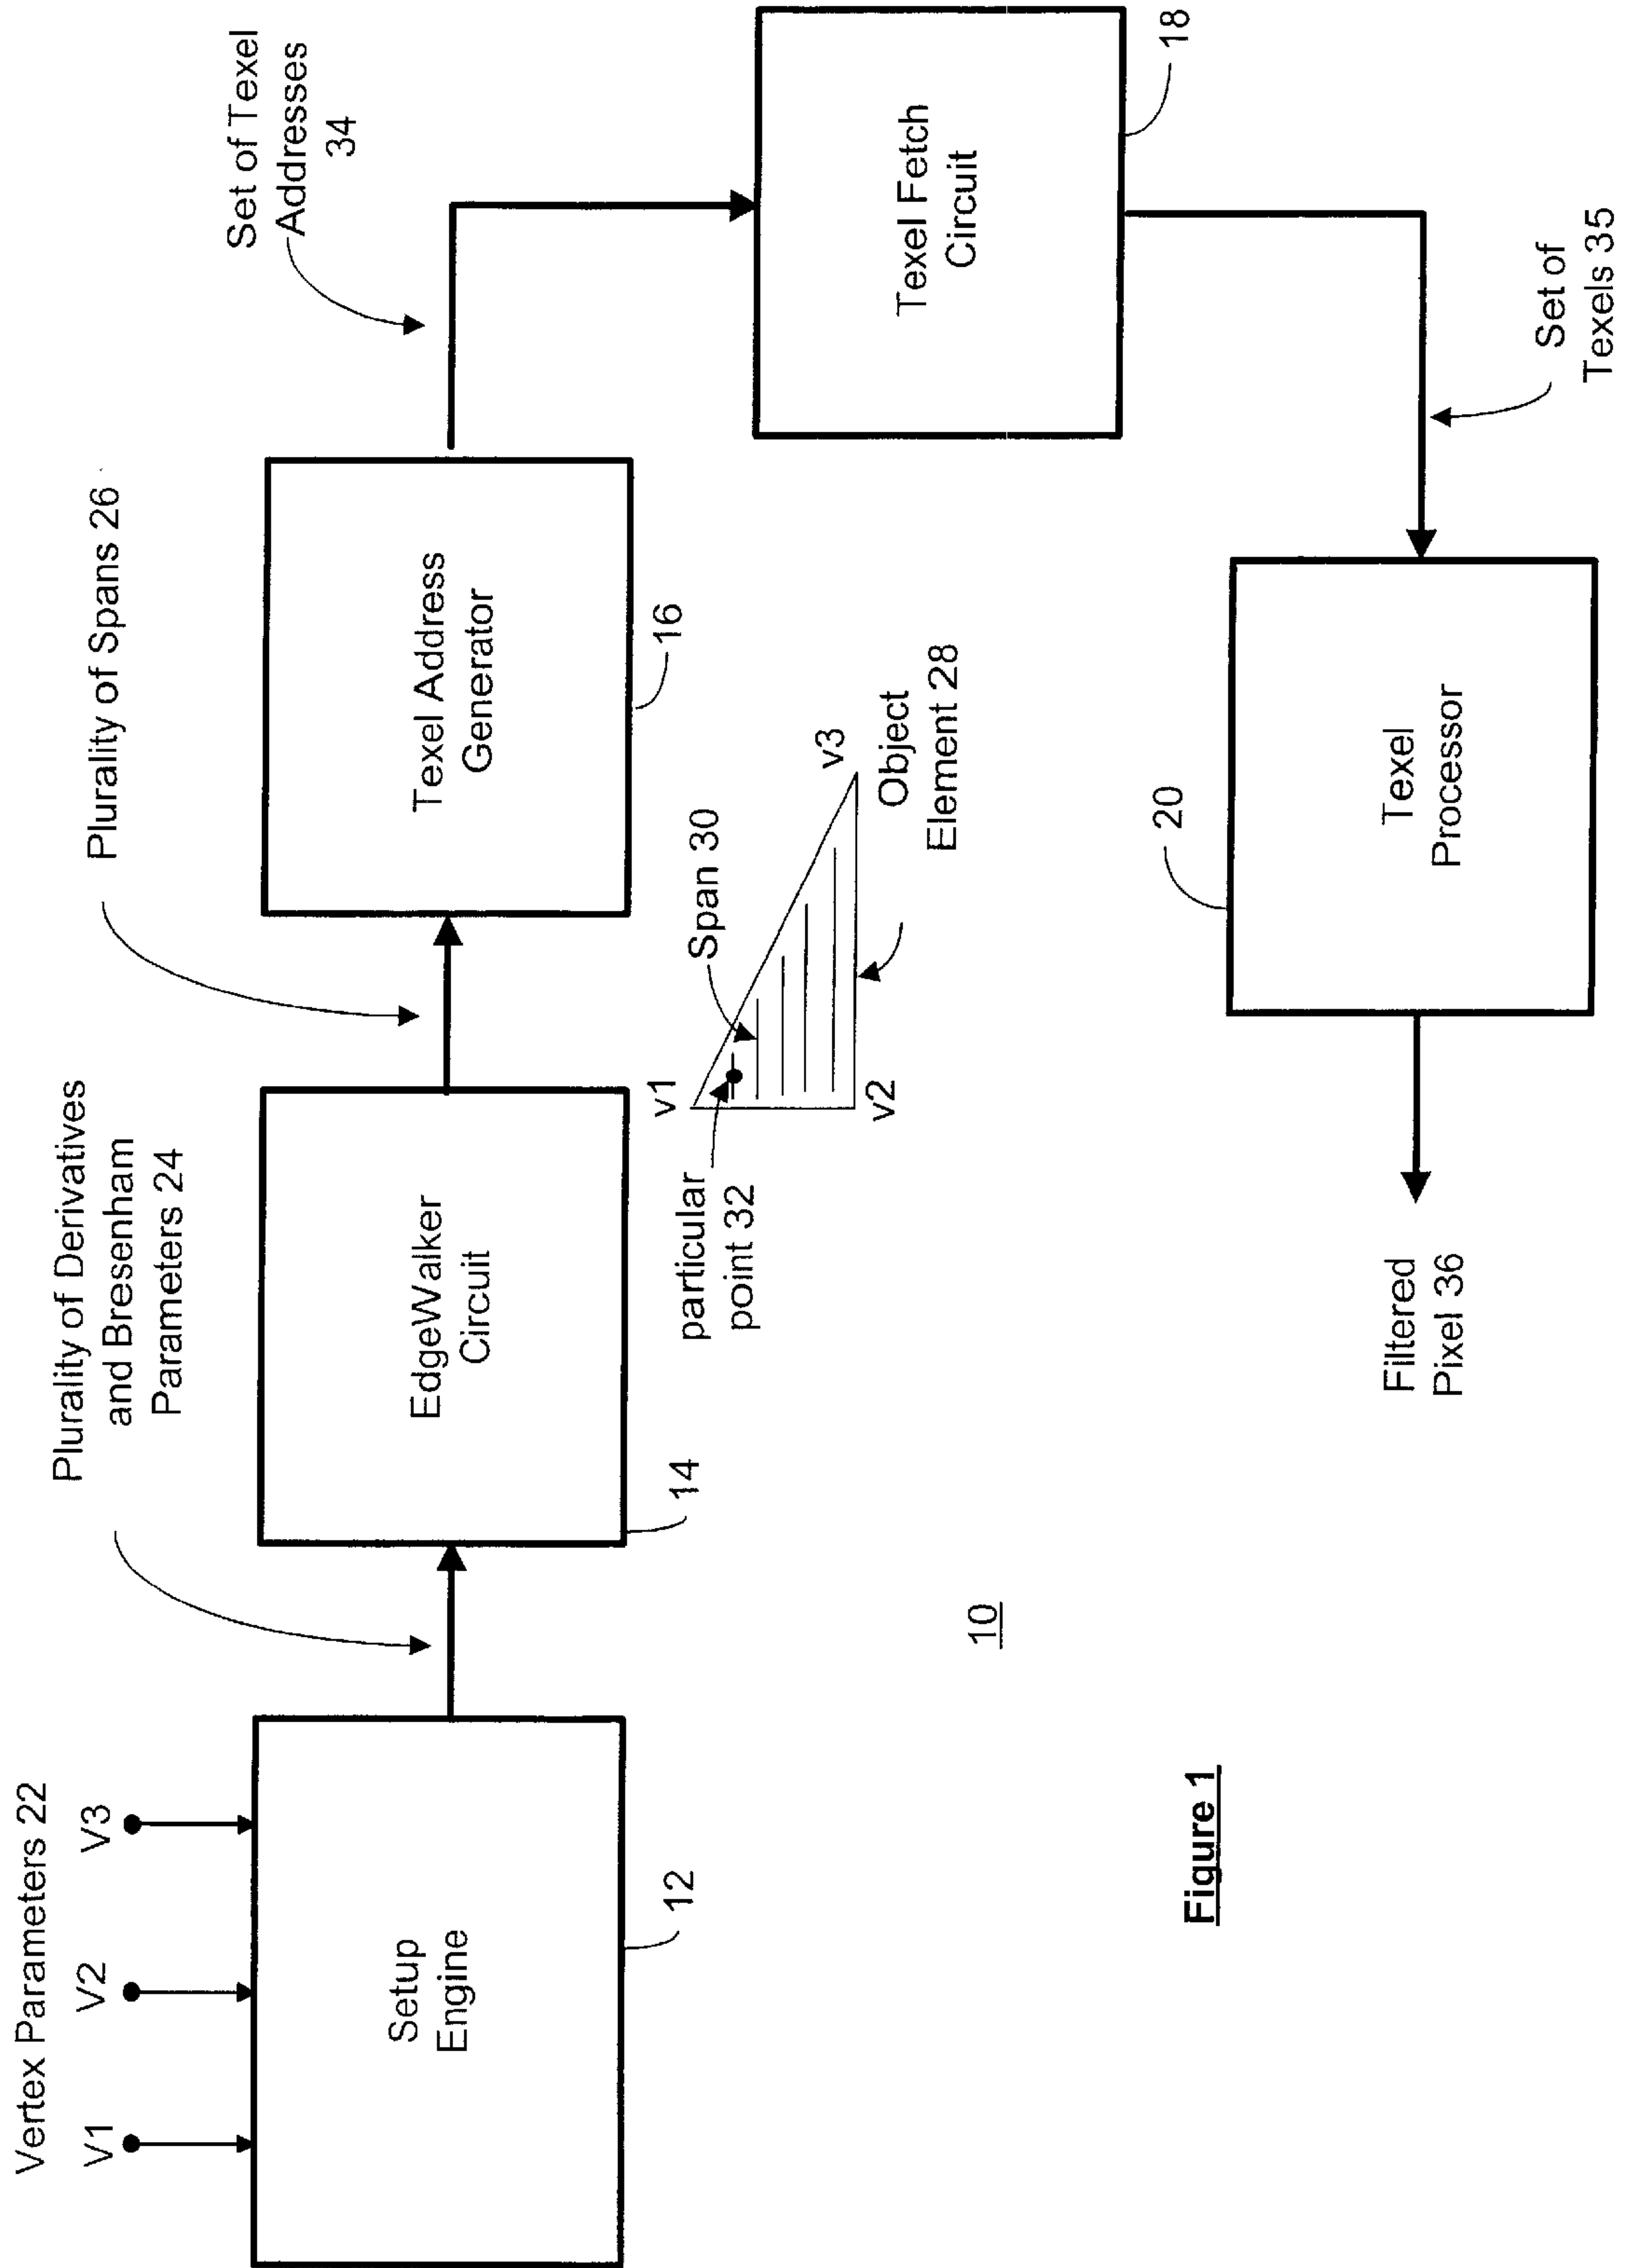 Vertex Parameters 22
V1
V2
V3
Setup
Engine
12
Plurality of Derivatives
and Bresenham
Parameters 24
EdgeWalker
Circuit
14
Plurality of Spans 26
Texel Address
Generator
16
Set of Texel
Addresses
34
Texel Fetch
Circuit
18
v1
v2
v3
Span 30
particular
point 32
Object
Element 28
Set of
Texels 35
20
Texel
Processor
Filtered
Pixel 36
10
Figure 1